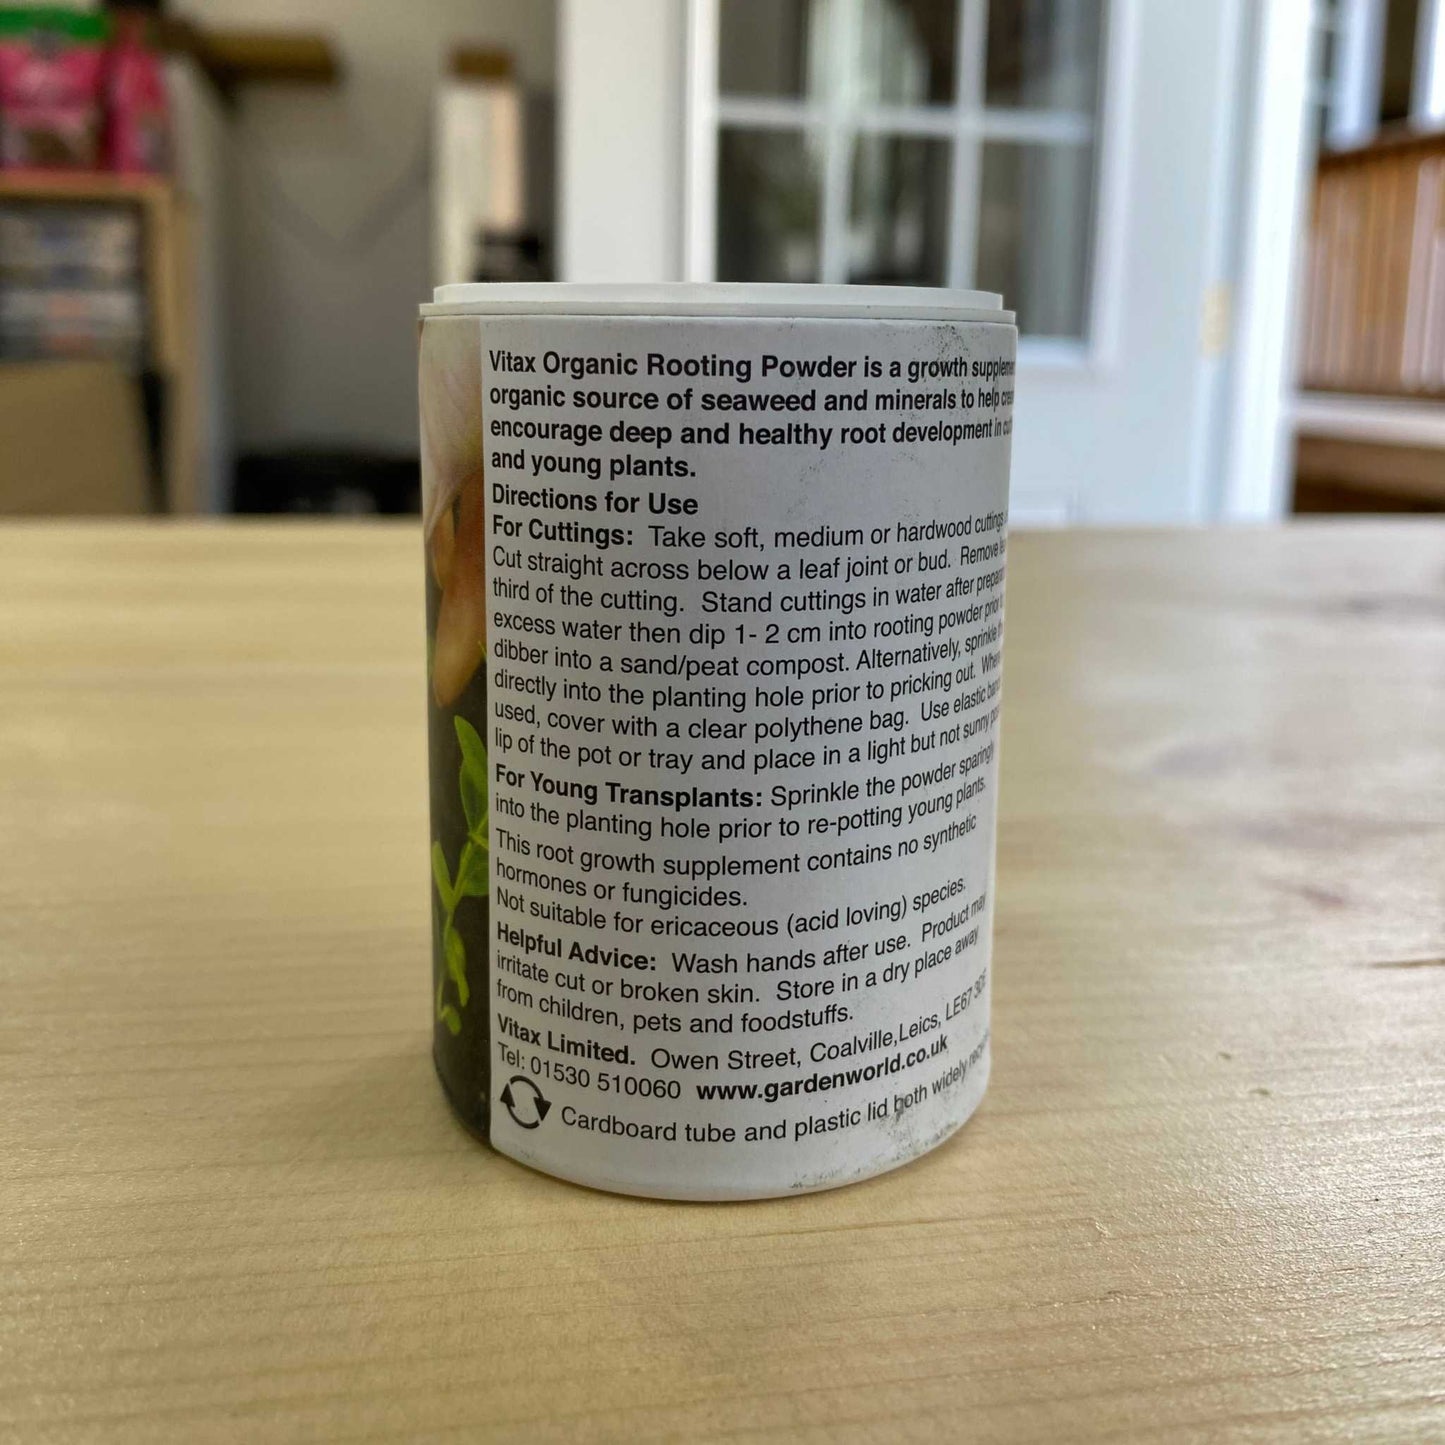 Vitax Organic Rooting Powder is a growth
organic source of seaweed and minerals to help
encourage deep and healthy root development in
and young plants.
Directions for Use
For Cuttings: Take soft, medium or hardwood cuttings
Cut straight across below a leaf joint or bud. Remove
third of the cutting. Stand cuttings in water after
excess water then dip 1- 2 cm into rooting powder prior to
dibber into a sand/peat compost. Alternatively, sprinkle
directly into the planting hole prior to pricking out.
used, cover with a clear polythene bag. Use elastic
lip of the pot or tray and place in a light but not sunny
For Young Transplants: Sprinkle the powder sparingly
into the planting hole prior to re-potting young plants.
This root growth supplement contains no synthetic
hormones or fungicides.
Not suitable for ericaceous (acid loving) species.
Helpful Advice: Wash hands after use. Product may
irritate cut or broken skin. Store in a dry place away
from children, pets and foodstuffs.
Vitax Limited. Owen Street, Coalville,Leics, LE67 3DE
Tel: 01530 510060 www.gardenworld.co.uk
Cardboard tube and plastic lid both widely